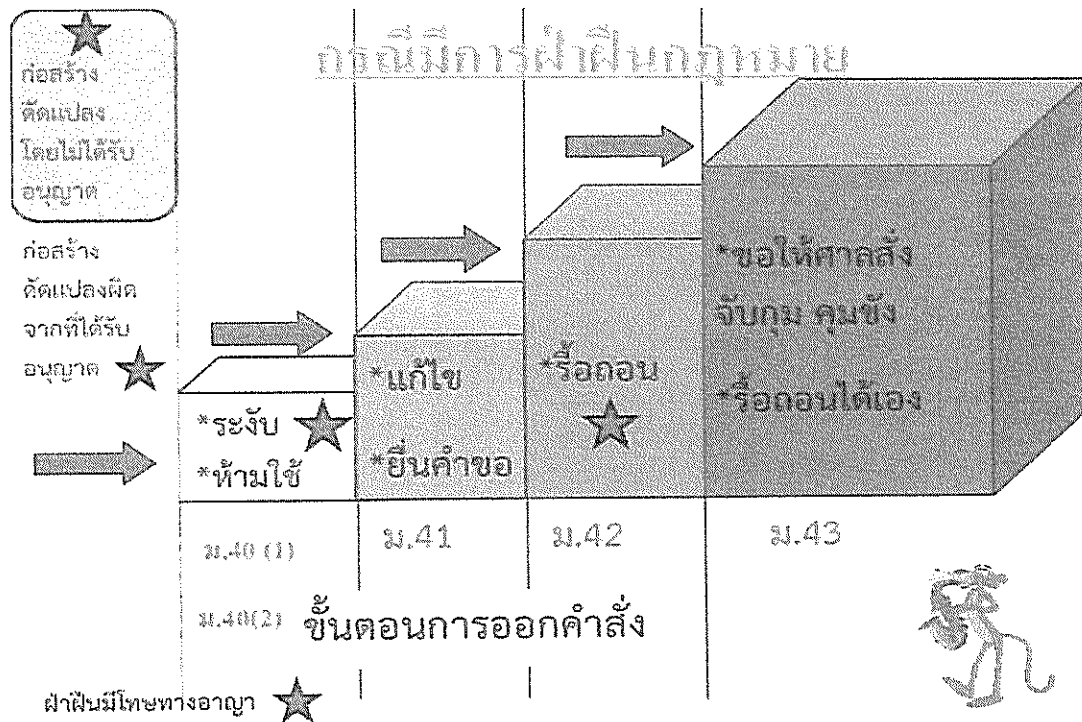 กรณีมีการฝ่าฝืนกฎหมาย
ก่อสร้าง
ดัดแปลง
โดยไม่ได้รับ
อนุญาต
ก่อสร้าง
ดัดแปลงผิด
จากที่ได้รับ
อนุญาต
*ระงับ
*ห้ามใช้
*แก้ไข
*ยื่นคำขอ
*รื้อถอน
*ขอให้ศาลสั่ง
จับกุม คุมขัง
*รื้อถอนได้เอง
ม.40 (1)
ม.41
ม.42
ม.43
ม.40(2)
ขั้นตอนการออกคำสั่ง
ฝ่าฝืนมีโทษทางอาญา